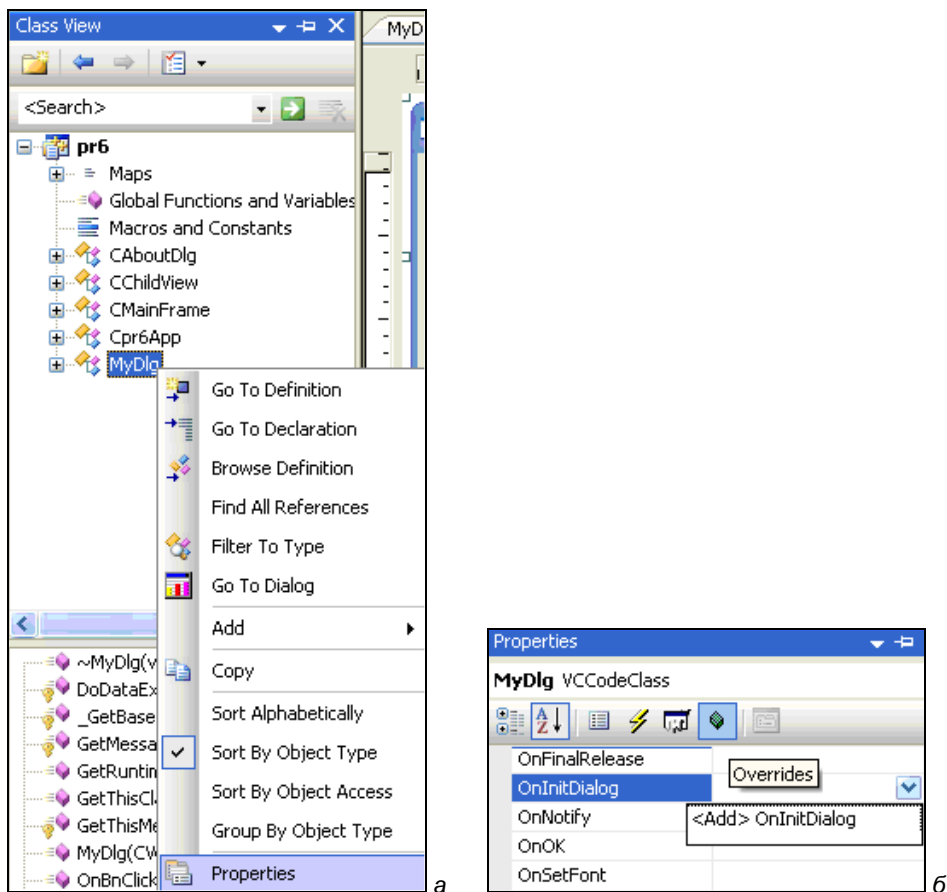 Class View
MyD
<Search>
pr6
Maps
Global Functions and Variables
Macros and Constants
CAboutDlg
CChildView
CMainFrame
Cpr6App
MyDlg
Go To Definition
Go To Declaration
Browse Definition
Find All References
Filter To Type
Go To Dialog
Add
Copy
Sort Alphabetically
Sort By Object Type
Sort By Object Access
Group By Object Type
Properties
~MyDlg(v
DoDataEx
_GetBase
GetMessa
GetRuntin
GetThisCl
GetThisMe
MyDlg(CW
OnBnClick
а
Properties
MyDlg VCCodeClass
OnFinalRelease
OnInitDialog
Overrides
OnNotify
<Add> OnInitDialog
OnOK
OnSetFont
б